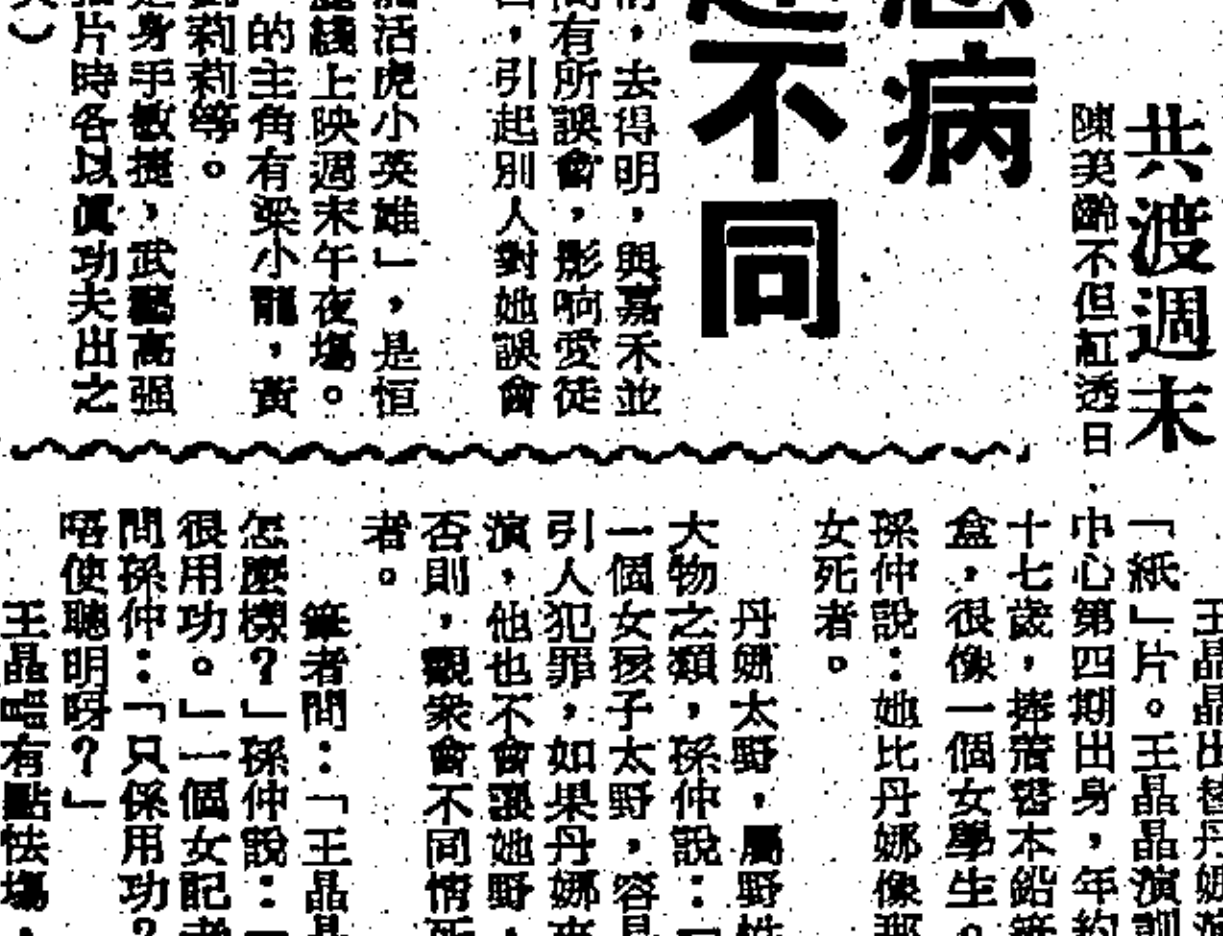 共渡週末
陳美齡不但紅透日
病
不同
情,去得明,與嘉禾並
間有所誤會,影响愛徒
,引起別人對她誤會
活虎小英雄」,是恒
綫上映週末午夜塲。
的主角有梁小龍,黃
莉莉等。
身手敏捷,武藝高强
片時各以眞功夫出之
)
王晶晶出替丹娜演
「紙」片。王晶晶演訓
中心第四期出身,年約
十七歲,捧着書本鉛筆
盒,很像一個女學生。
孫仲說:她比丹娜像那
女死者。
丹娜太野,屬野性
大物之類,孫仲說:「
一個女孩子太野,容易
引人犯罪,如果丹娜來
演,他也不會讓她野,
否則,觀衆會不同情死
者。
筆者問:「王晶晶
怎麼樣?」孫仲說:「
很用功。」一個女記者
問孫仲:「只係用功?
唔使聰明呀?」
王晶晶有點怯塲,